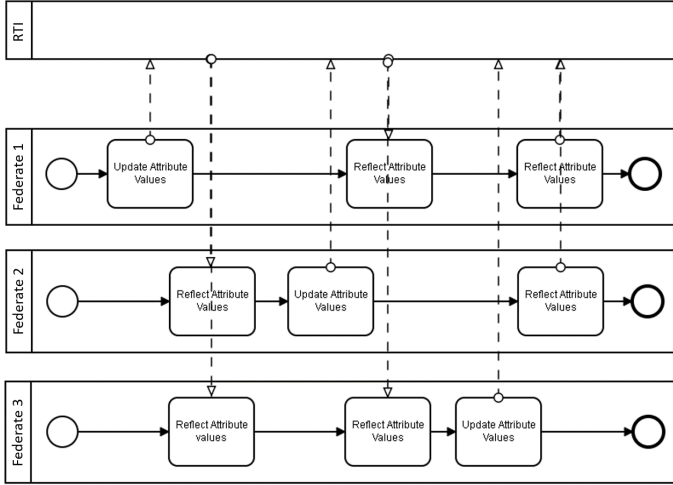 RTI
Federate 1
Update Attribute
Values
Reflect Attribute
Values
Reflect Attribute
Values
Federate 2
Reflect Attribute
Values
Update Attribute
Values
Reflect Attribute
Values
Federate 3
Reflect Attribute
values
Reflect Attribute
Values
Update Attribute
Values